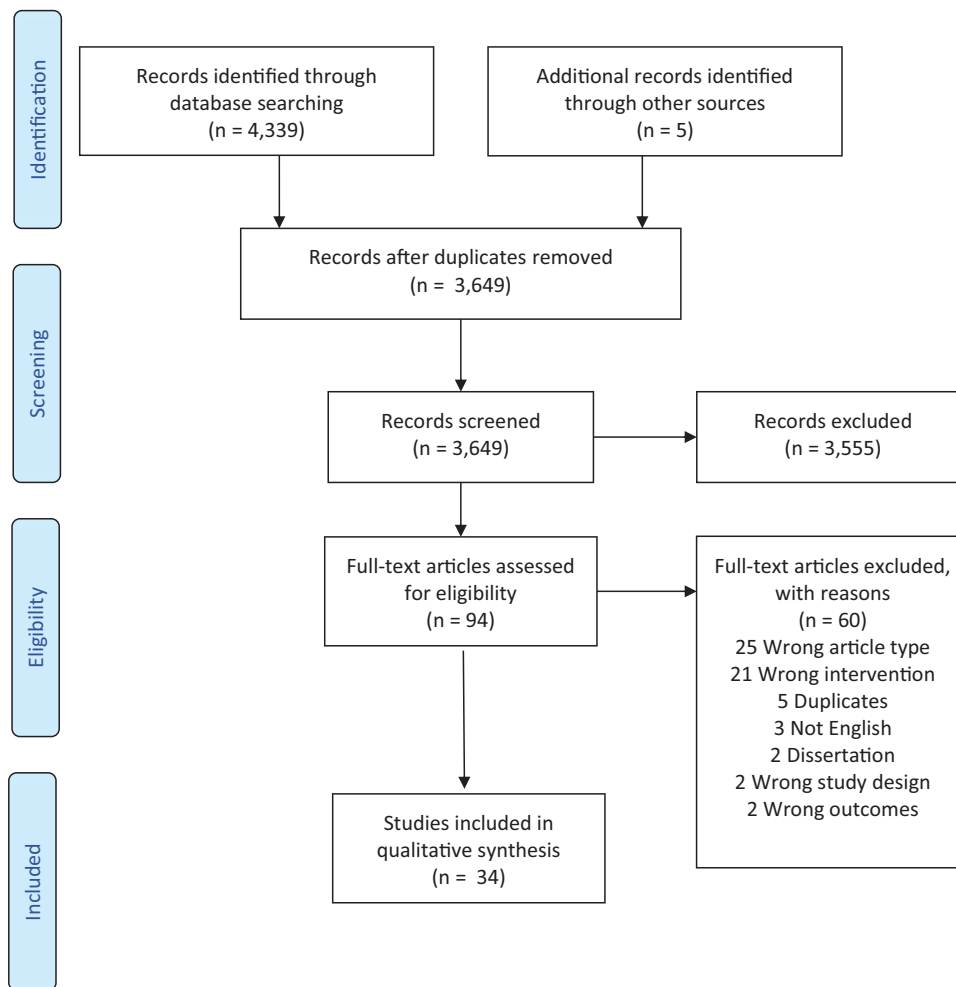 Identification
Records identified through
database searching
(n = 4,339)
Additional records identified
through other sources
(n = 5)
Records after duplicates removed
(n = 3,649)
Screening
Records screened
(n = 3,649)
Records excluded
(n = 3,555)
Eligibility
Full-text articles assessed
for eligibility
(n = 94)
Full-text articles excluded,
with reasons
(n = 60)
25 Wrong article type
21 Wrong intervention
5 Duplicates
3 Not English
2 Dissertation
2 Wrong study design
2 Wrong outcomes
Included
Studies included in
qualitative synthesis
(n = 34)